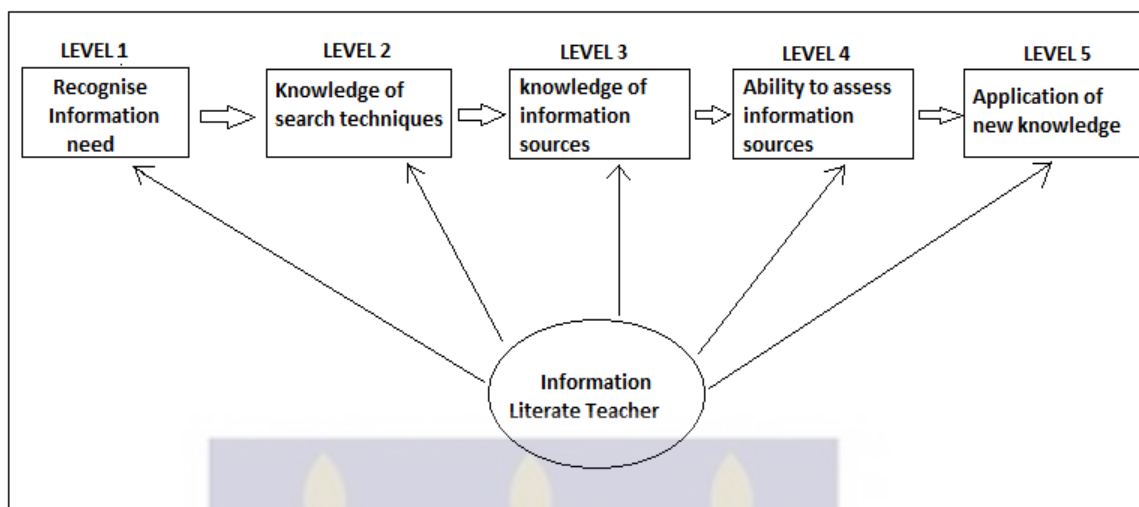 LEVEL 1
Recognise
Information
need
LEVEL 2
Knowledge of
search techniques
LEVEL 3
knowledge of
information
sources
LEVEL 4
Ability to assess
information
sources
LEVEL 5
Application of
new knowledge
Information
Literate Teacher